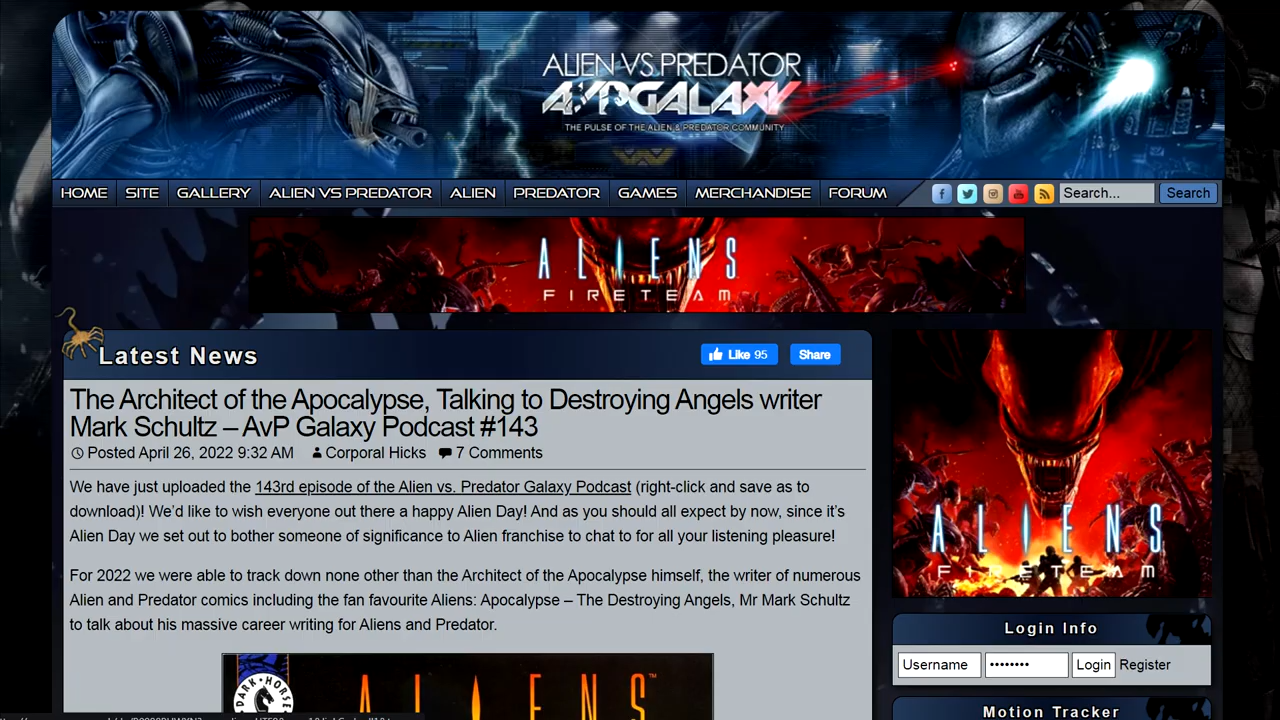 ALIEN VS. PREDATOR
AVPGALAXY
THE PULSE OF THE ALIEN & PREDATOR COMMUNITY
HOME SITE GALLERY ALIEN VS PREDATOR ALIEN PREDATOR GAMES MERCHANDISE FORUM Search... Search
ALIENS
FIRETEAM
Latest News Like 95 Share
The Architect of the Apocalypse, Talking to Destroying Angels writer
Mark Schultz – AvP Galaxy Podcast #143
Posted April 26, 2022 9:32 AM Corporal Hicks 7 Comments
We have just uploaded the 143rd episode of the Alien vs. Predator Galaxy Podcast (right-click and save as to
download)! We’d like to wish everyone out there a happy Alien Day! And as you should all expect by now, since it’s
Alien Day we set out to bother someone of significance to Alien franchise to chat to for all your listening pleasure!
For 2022 we were able to track down none other than the Architect of the Apocalypse himself, the writer of numerous
Alien and Predator comics including the fan favourite Aliens: Apocalypse – The Destroying Angels, Mr Mark Schultz
to talk about his massive career writing for Aliens and Predator.
DARK HORSE
ALIENS™
ALIENS
FIRETEAM
Login Info
Username •••••••• Login Register
Motion Tracker